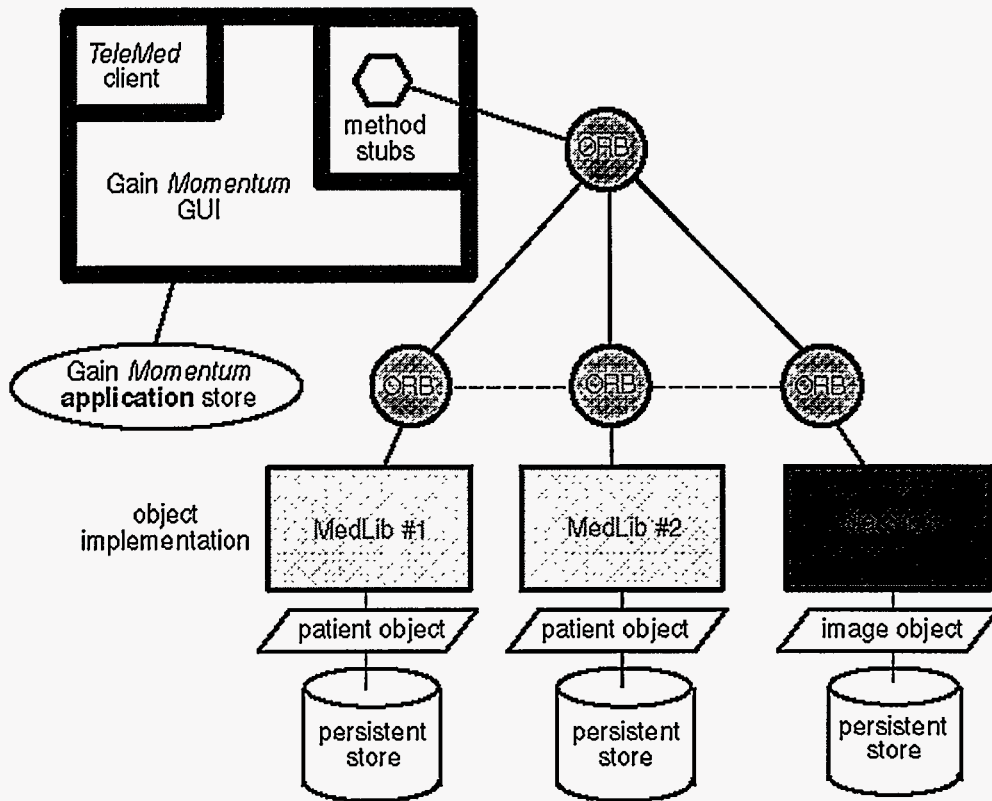 TeleMed
client
method
stubs
ORB
Gain Momentum
GUI
Gain Momentum
application store
ORB
ORB
ORB
object
implementation
MedLib #1
MedLib #2
patient object
patient object
image object
persistent
store
persistent
store
persistent
store